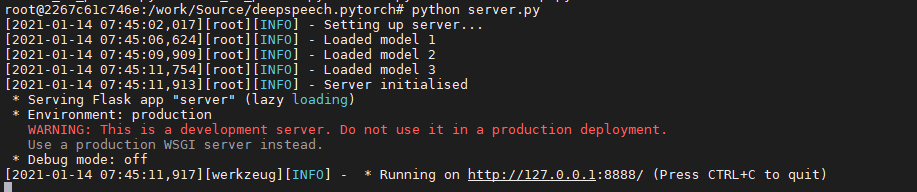 root@2267c61c746e:/work/Source/deepspeech.pytorch# python server.py
[2021-01-14 07:45:02,017][root][INFO] - Setting up server...
[2021-01-14 07:45:06,624][root][INFO] - Loaded model 1
[2021-01-14 07:45:09,909][root][INFO] - Loaded model 2
[2021-01-14 07:45:11,754][root][INFO] - Loaded model 3
[2021-01-14 07:45:11,913][root][INFO] - Server initialised
 * Serving Flask app "server" (lazy loading)
 * Environment: production
   WARNING: This is a development server. Do not use it in a production deployment.
   Use a production WSGI server instead.
 * Debug mode: off
[2021-01-14 07:45:11,917][werkzeug][INFO] -  * Running on http://127.0.0.1:8888/ (Press CTRL+C to quit)